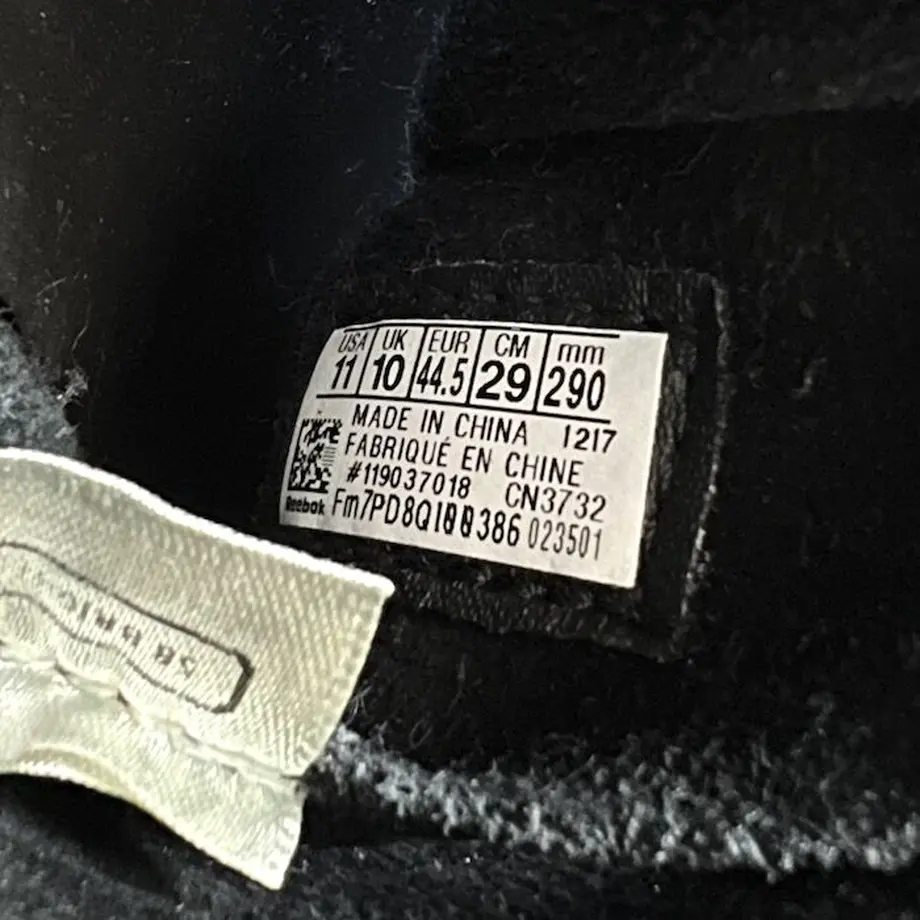 USA UK EUR CM mm
11 10 44.5 29 290
MADE IN CHINA 1217
FABRIQUÉ EN CHINE
#119037018 CN3732
Reebok 023501